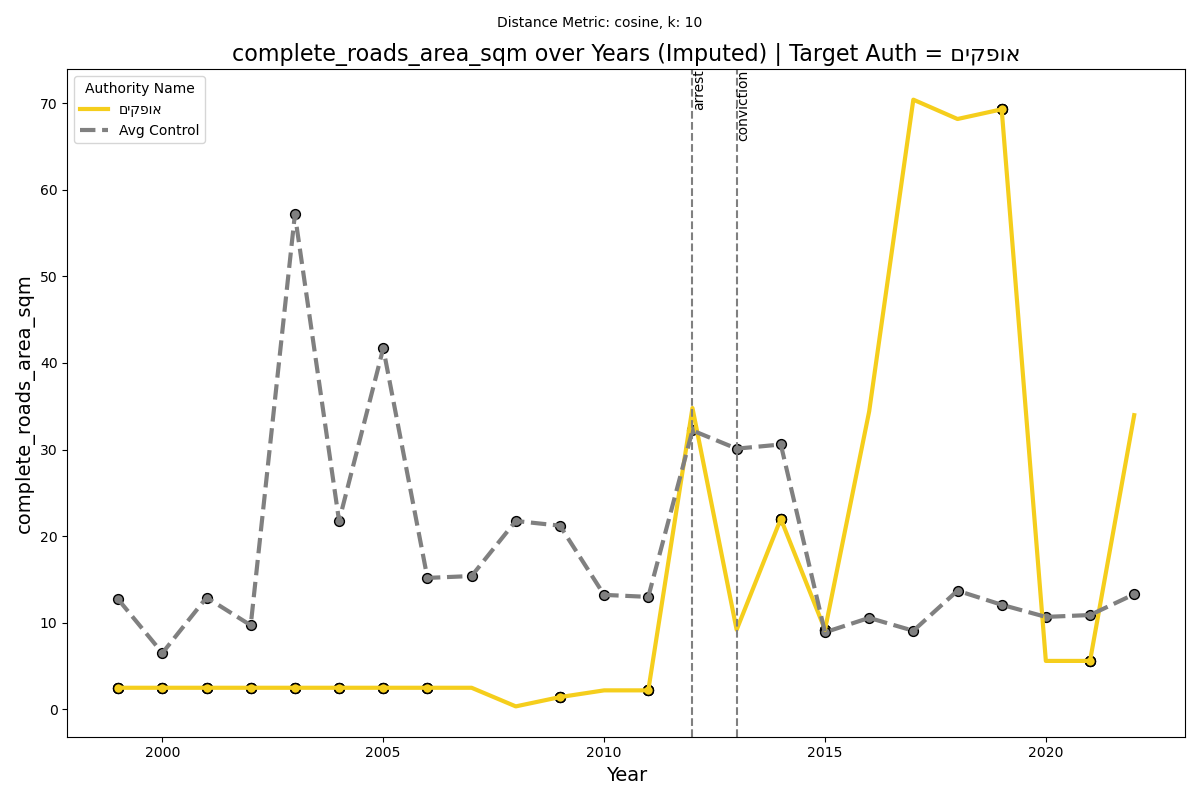 Distance Metric: cosine, k: 10
complete_roads_area_sqm over Years (Imputed) | Target Auth = אופקים
Authority Name
אופקים
Avg Control
arrest
conviction
complete_roads_area_sqm
70
60
50
40
30
20
10
0
2000
2005
2010
2015
2020
Year